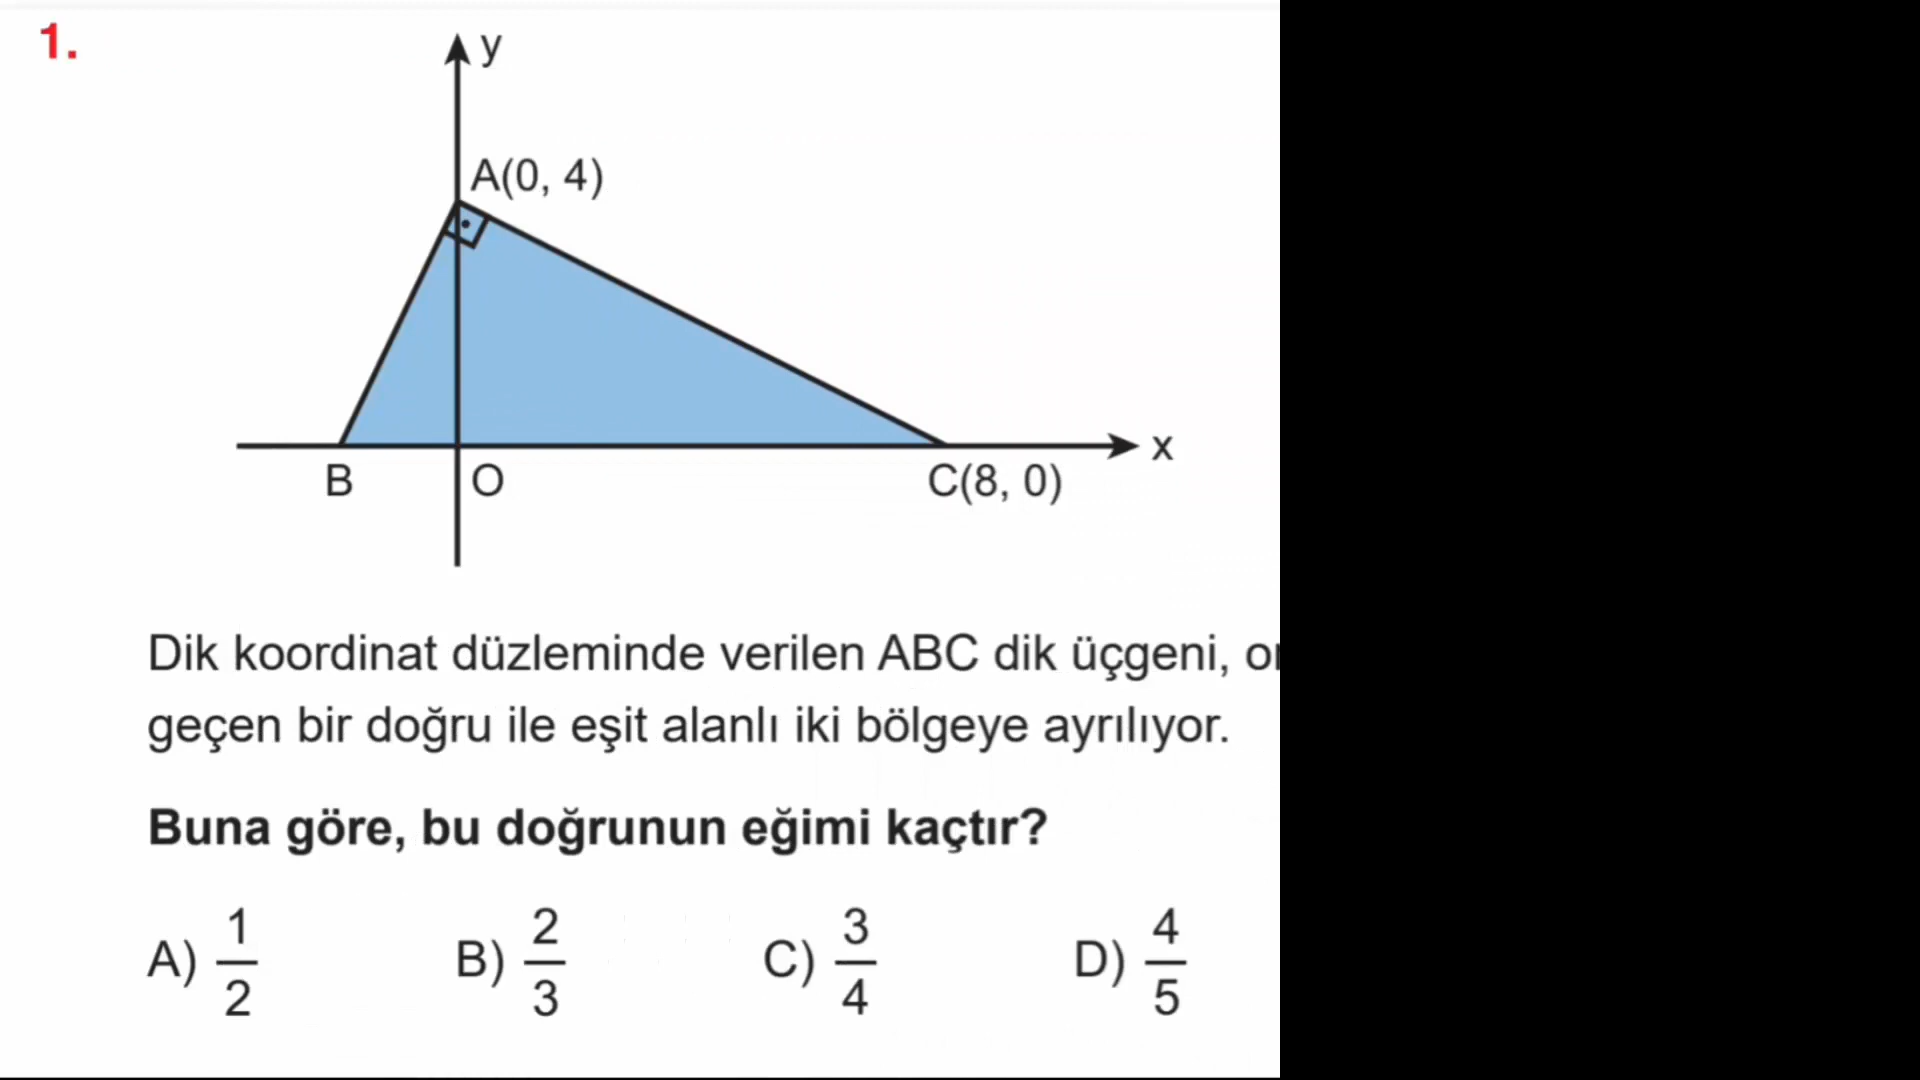 1.
y
A(0, 4)
x
B
O
C(8, 0)
Dik koordinat düzleminde verilen ABC dik üçgeni,
geçen bir doğru ile eşit alanlı iki bölgeye ayrılıyor.
Buna göre, bu doğrunun eğimi kaçtır?
A) 1/2 B) 2/3 C) 3/4 D) 4/5